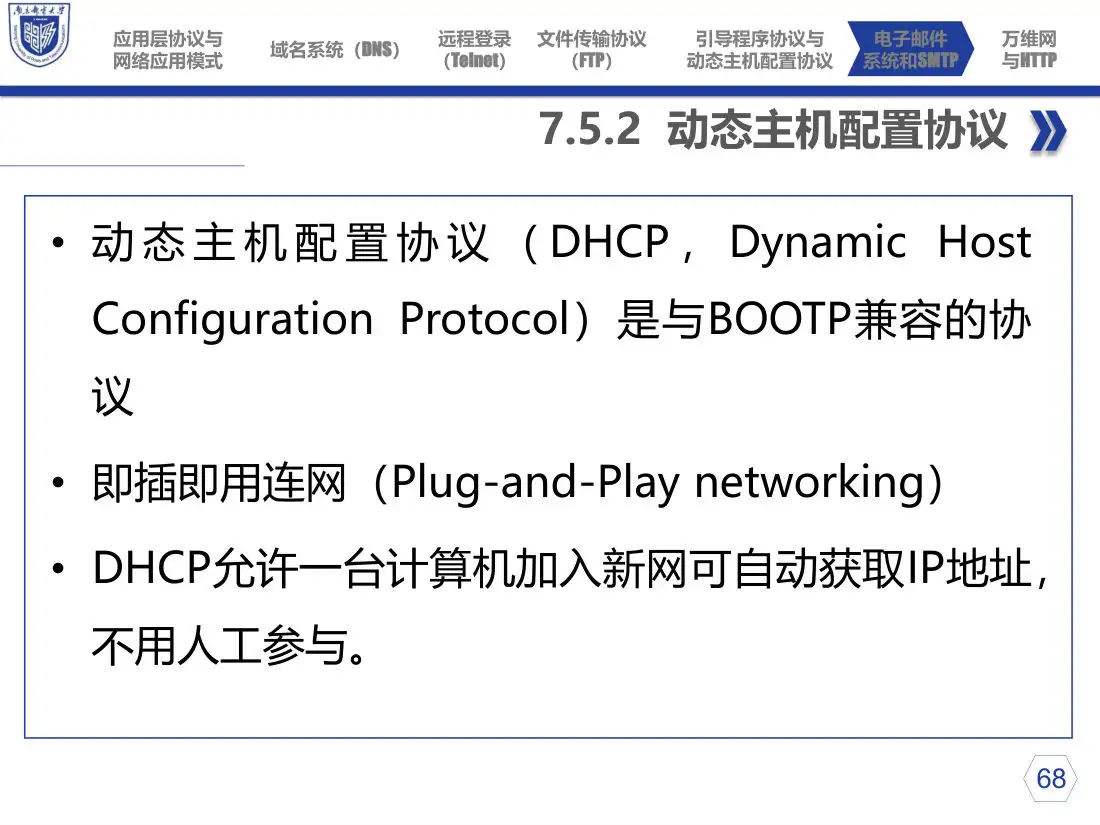 南京邮电大学
应用层协议与
网络应用模式
域名系统（DNS）
远程登录
（Telnet）
文件传输协议
（FTP）
引导程序协议与
动态主机配置协议
电子邮件
系统和SMTP
万维网
与HTTP
7.5.2 动态主机配置协议
• 动态主机配置协议（DHCP，Dynamic Host
Configuration Protocol）是与BOOTP兼容的协
议
• 即插即用连网（Plug-and-Play networking）
• DHCP允许一台计算机加入新网可自动获取IP地址，
不用人工参与。
68